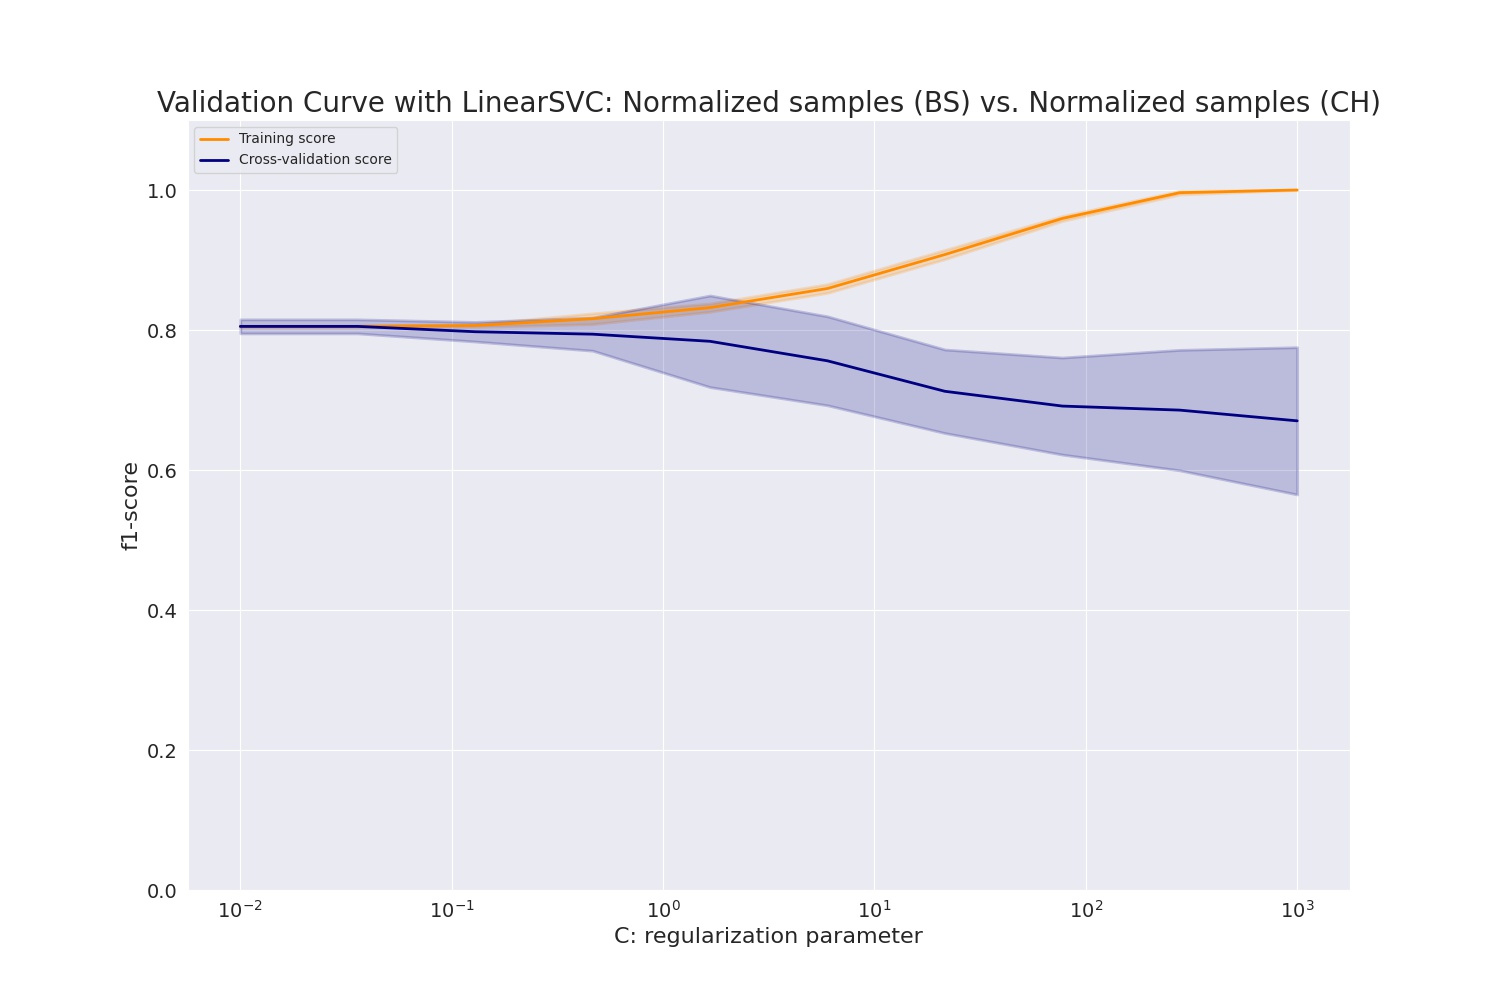 Validation Curve with LinearSVC: Normalized samples (BS) vs. Normalized samples (CH)
Training score
Cross-validation score
1.0
0.8
0.6
0.4
0.2
0.0
f1-score
10⁻² 10⁻¹ 10⁰ 10¹ 10² 10³
C: regularization parameter